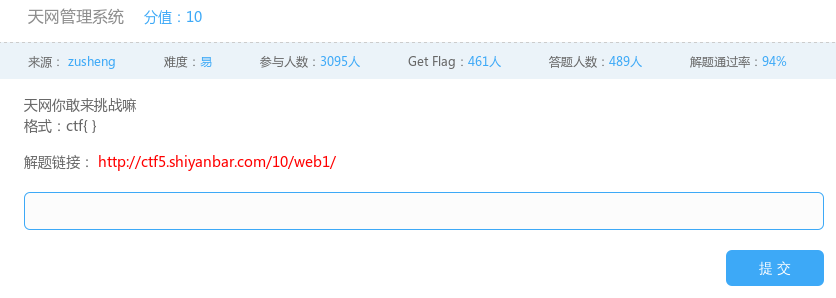 天网管理系统 分值：10
来源： zusheng 难度：易 参与人数：3095人 Get Flag：461人 答题人数：489人 解题通过率：94%
天网你敢来挑战嘛
格式：ctf{ }
解题链接： http://ctf5.shiyanbar.com/10/web1/
提 交